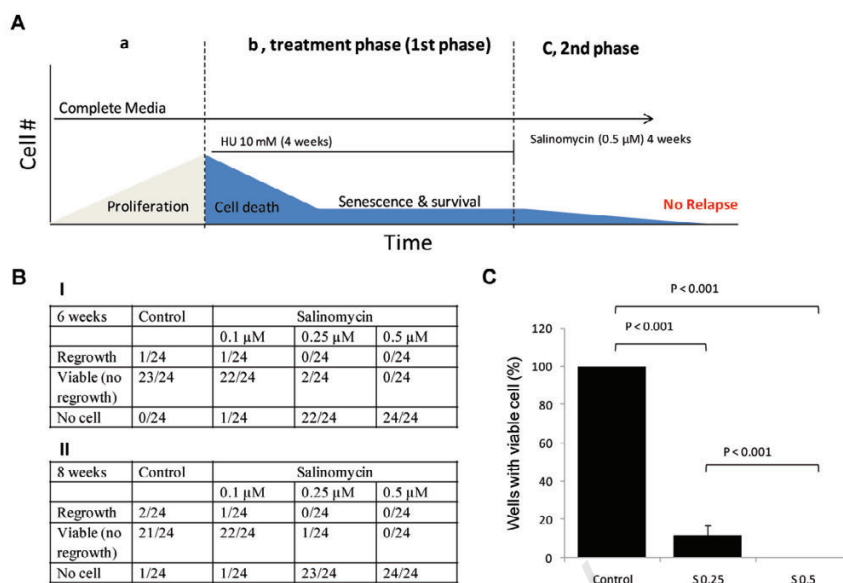 A
a
b , treatment phase (1st phase)
C, 2nd phase
Cell #
Complete Media
HU 10 mM (4 weeks)
Salinomycin (0.5 µM) 4 weeks
Proliferation
Cell death
Senescence & survival
No Relapse
Time
B
I
6 weeks Control Salinomycin
0.1 µM 0.25 µM 0.5 µM
Regrowth 1/24 1/24 0/24 0/24
Viable (no regrowth) 23/24 22/24 2/24 0/24
No cell 0/24 1/24 22/24 24/24
II
8 weeks Control Salinomycin
0.1 µM 0.25 µM 0.5 µM
Regrowth 2/24 1/24 0/24 0/24
Viable (no regrowth) 21/24 22/24 1/24 0/24
No cell 1/24 1/24 23/24 24/24
C
P < 0.001
P < 0.001
P < 0.001
Wells with viable cell (%)
120
100
80
60
40
20
0
Control S 0.25 S 0.5